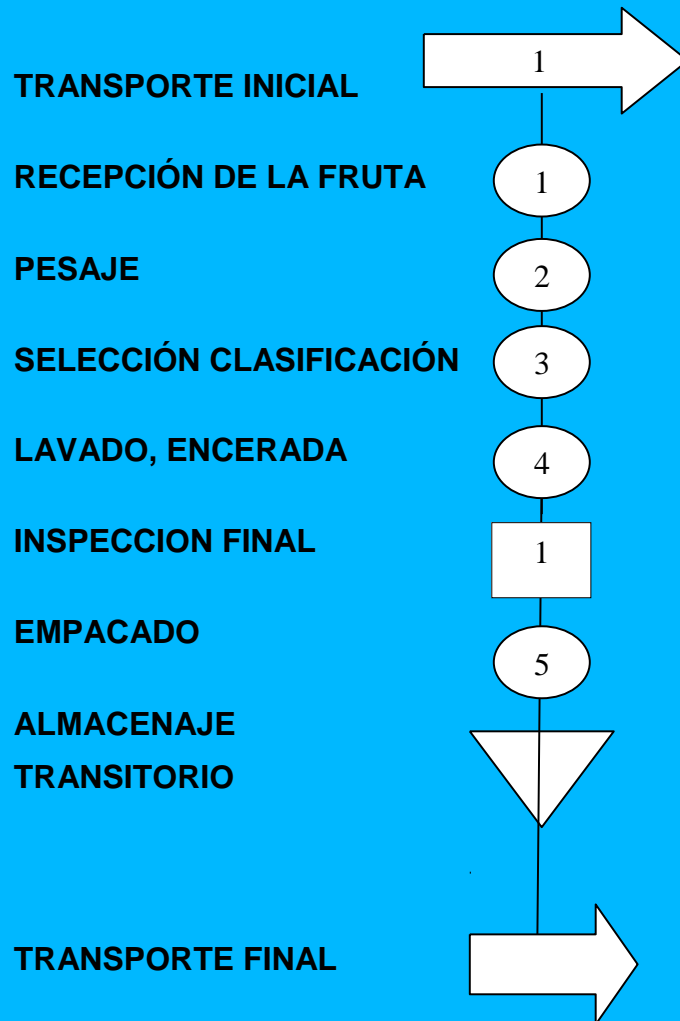 TRANSPORTE INICIAL
1
RECEPCIÓN DE LA FRUTA
1
PESAJE
2
SELECCIÓN CLASIFICACIÓN
3
LAVADO, ENCERADA
4
INSPECCION FINAL
1
EMPACADO
5
ALMACENAJE
TRANSITORIO
TRANSPORTE FINAL